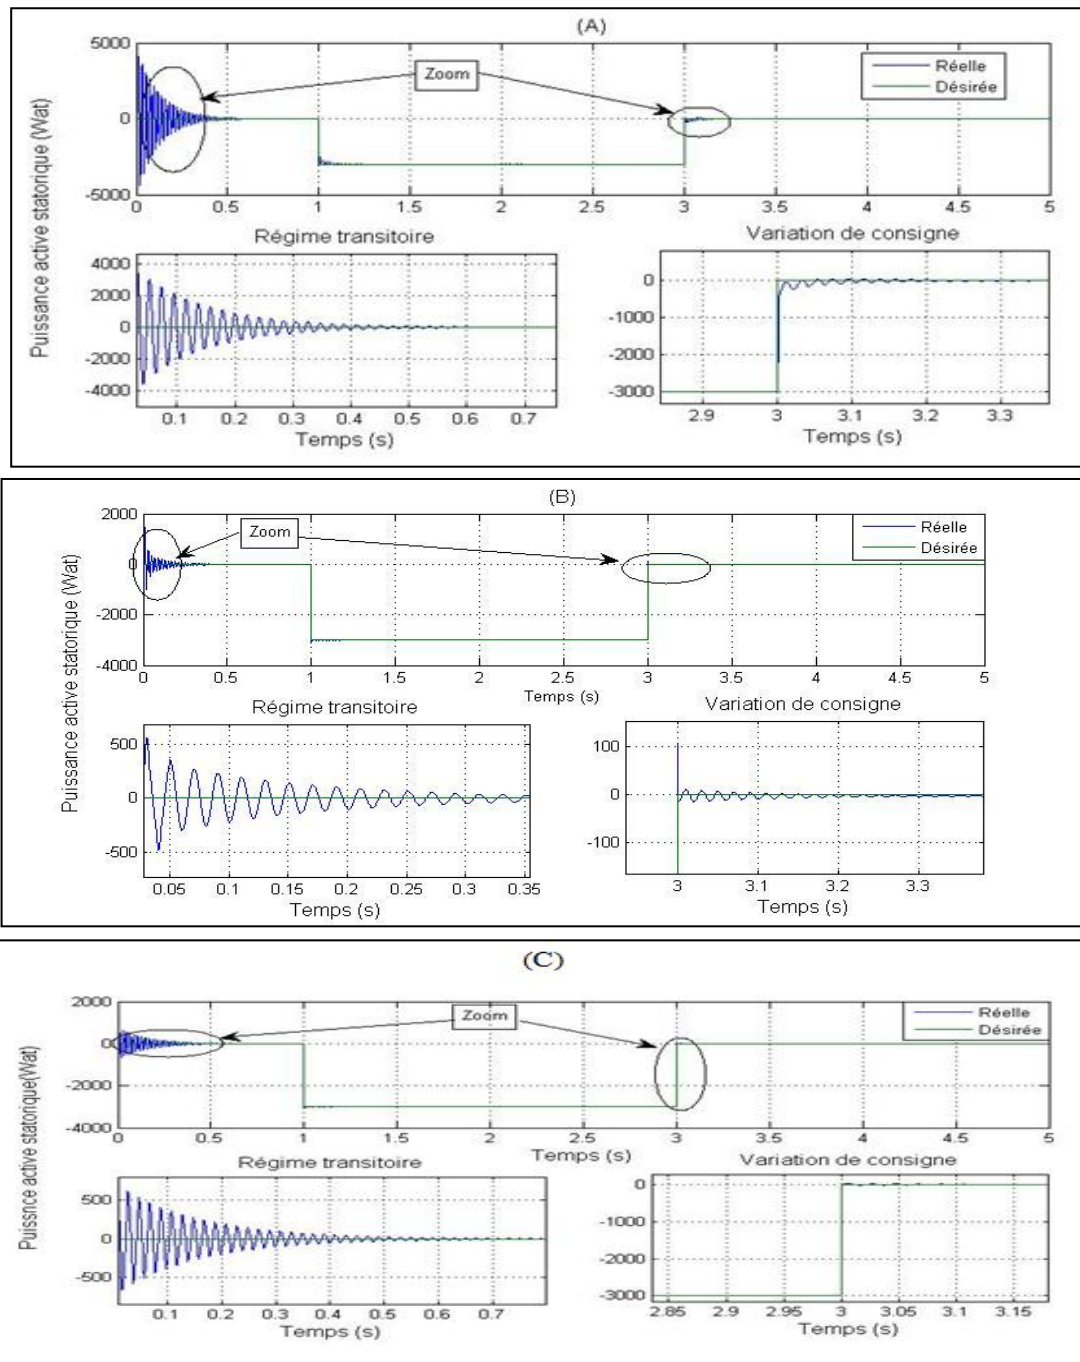 (A)
Puissance active statorique (Wat)
5000
0
-5000
Zoom
Réelle
Désirée
0 0.5 1 1.5 2 2.5 3 3.5 4 4.5 5
Régime transitoire
Variation de consigne
4000
2000
0
-2000
-4000
0.1 0.2 0.3 0.4 0.5 0.6 0.7
Temps (s)
0
-1000
-2000
-3000
2.9 3 3.1 3.2 3.3
Temps (s)
(B)
Puissance active statorique (Wat)
2000
0
-2000
-4000
Zoom
Réelle
Désirée
0 0.5 1 1.5 2 2.5 3 3.5 4 4.5 5
Temps (s)
Régime transitoire
Variation de consigne
500
0
-500
0.05 0.1 0.15 0.2 0.25 0.3 0.35
Temps (s)
100
0
-100
3 3.1 3.2 3.3
Temps (s)
(C)
Puissnce active statorique(Wat)
2000
0
-2000
-4000
Zoom
Réelle
Désirée
0 0.5 1 1.5 2 2.5 3 3.5 4 4.5 5
Temps (s)
Régime transitoire
Variation de consigne
500
0
-500
0.1 0.2 0.3 0.4 0.5 0.6 0.7
Temps (s)
0
-1000
-2000
-3000
2.85 2.9 2.95 3 3.05 3.1 3.15
Temps (s)